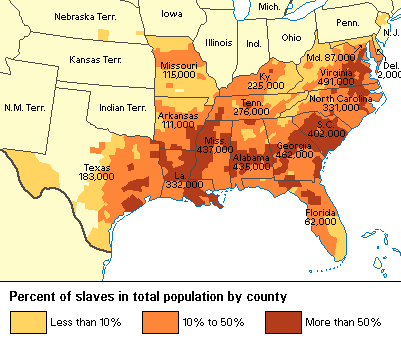 Nebraska Terr.
Iowa
Mich.
Penn.
N.J.
Illinois
Ind.
Ohio
Kansas Terr.
Missouri
115,000
Md. 87,000
Del.
2,000
Ky.
225,000
Virginia
491,000
N.M. Terr.
Indian Terr.
Arkansas
111,000
Tenn.
276,000
North Carolina
331,000
S.C.
402,000
Miss.
437,000
Alabama
435,000
Georgia
462,000
Texas
183,000
La.
332,000
Florida
62,000
Percent of slaves in total population by county
Less than 10%
10% to 50%
More than 50%